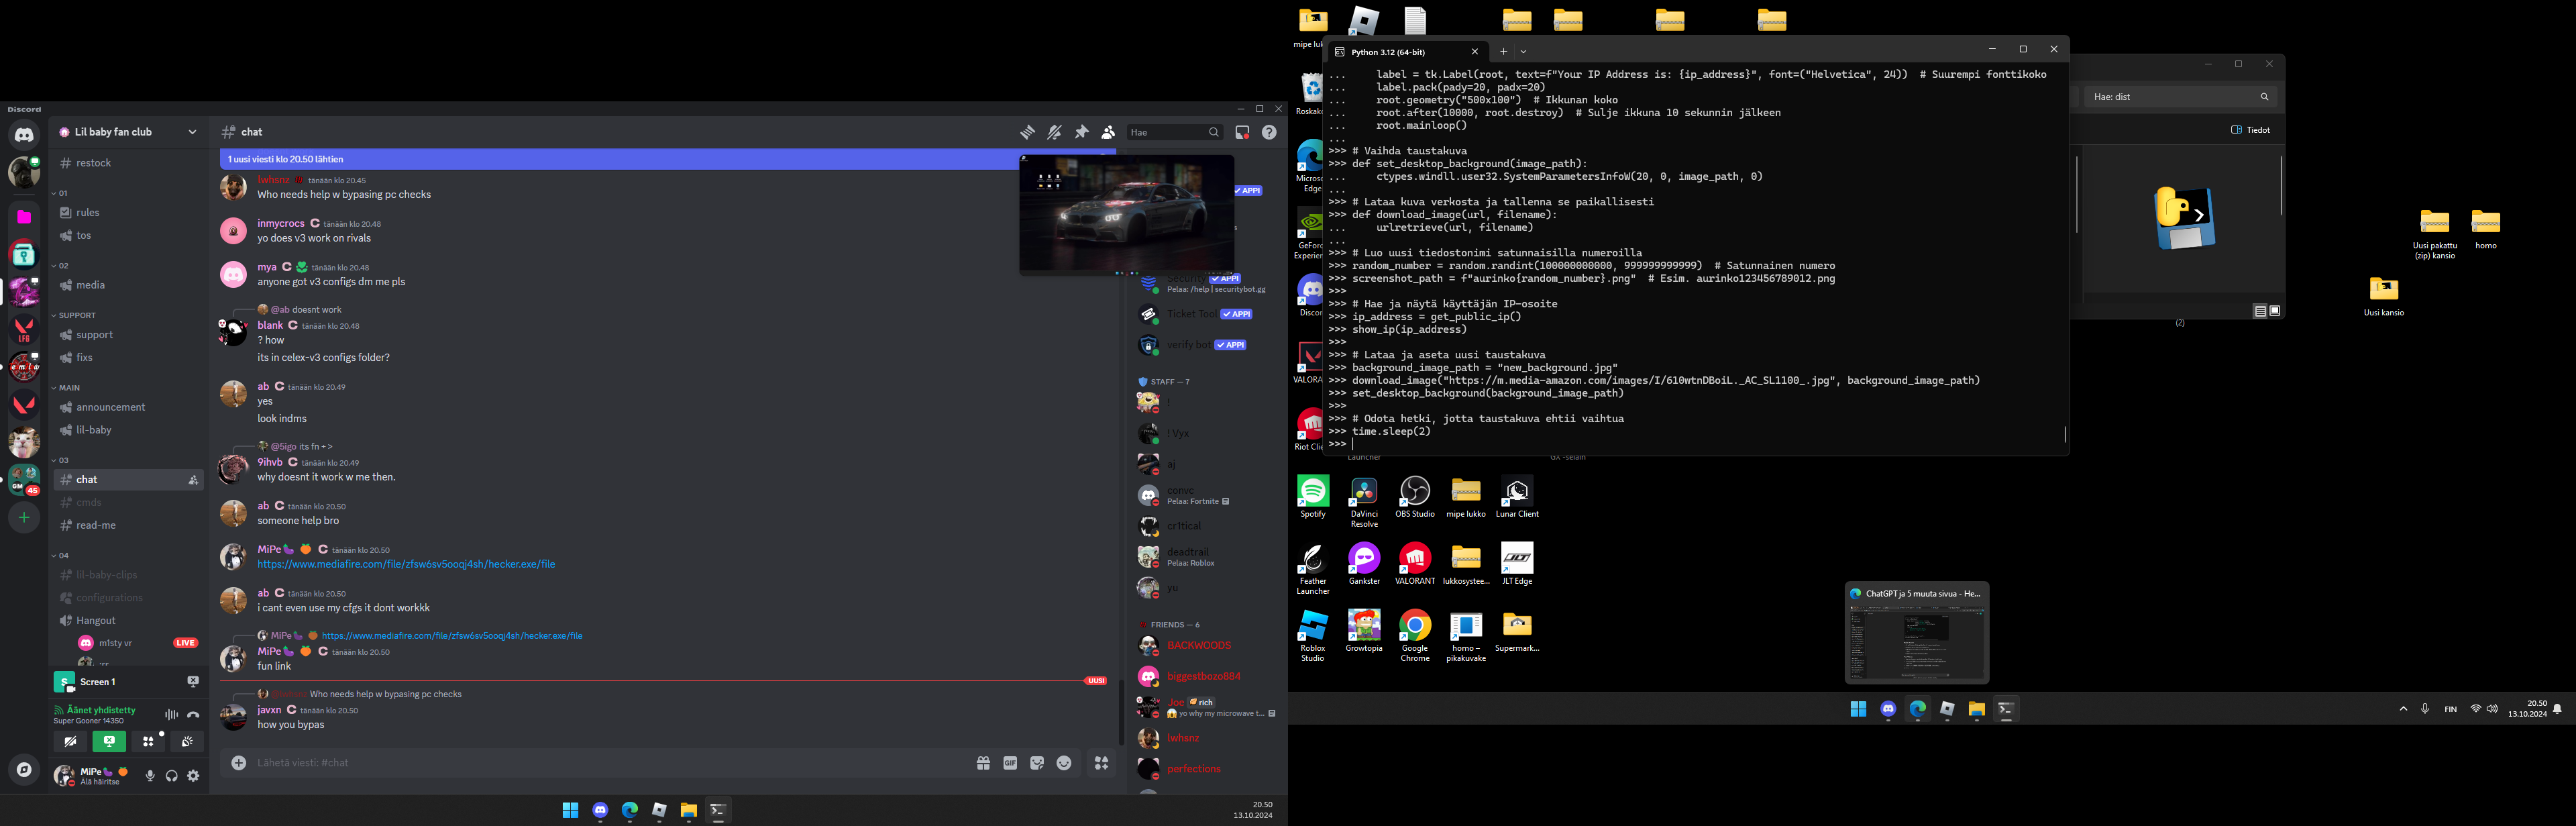 Discord
Lil baby fan club
restock
01
rules
tos
02
media
SUPPORT
support
fixs
MAIN
announcement
lil-baby
03
chat
cmds
read-me
04
lil-baby-clips
configurations
Hangout
m1sty vr LIVE
Screen 1
Äänet yhdistetty
Super Gooner 14350
MiPe
Älä häiritse
LFG
GM
45
chat
Hae
1 uusi viesti klo 20.50 lähtien
lwhsnz tänään klo 20.45
Who needs help w bypasing pc checks
inmycrocs C tänään klo 20.48
yo does v3 work on rivals
mya C tänään klo 20.48
anyone got v3 configs dm me pls
@ab doesnt work
blank C tänään klo 20.48
? how
its in celex-v3 configs folder?
ab C tänään klo 20.49
yes
look indms
@5igo its fn + >
9ihvb C tänään klo 20.49
why doesnt it work w me then.
ab C tänään klo 20.50
someone help bro
MiPe C tänään klo 20.50
https://www.mediafire.com/file/zfsw6sv5ooqj4sh/hecker.exe/file
ab C tänään klo 20.50
i cant even use my cfgs it dont workkk
MiPe https://www.mediafire.com/file/zfsw6sv5ooqj4sh/hecker.exe/file
MiPe C tänään klo 20.50
fun link
UUSI
@lwhsnz Who needs help w bypasing pc checks
javxn C tänään klo 20.50
how you bypas
Lähetä viesti: #chat
GIF
APPI
Security APPI
Pelaa: /help | securitybot.gg
Ticket Tool APPI
verify bot APPI
STAFF — 7
!
! Vyx
aj
convc
Pelaa: Fortnite
cr1tical
deadtrail
Pelaa: Roblox
yu
FRIENDS — 6
BACKWOODS
biggestbozo884
Joe rich
yo why my microwave t...
lwhsnz
perfections
20.50
13.10.2024
mipe luk
Roskako
Micros
Edge
GeForc
Experien
Discor
VALORA
Riot Clie
Python 3.12 (64-bit)
...     label = tk.Label(root, text=f"Your IP Address is: {ip_address}", font=("Helvetica", 24))  # Suurempi fonttikoko
...     label.pack(pady=20, padx=20)
...     root.geometry("500x100")  # Ikkunan koko
...     root.after(10000, root.destroy)  # Sulje ikkuna 10 sekunnin jälkeen
...     root.mainloop()
...
>>> # Vaihda taustakuva
>>> def set_desktop_background(image_path):
...     ctypes.windll.user32.SystemParametersInfoW(20, 0, image_path, 0)
...
>>> # Lataa kuva verkosta ja tallenna se paikallisesti
>>> def download_image(url, filename):
...     urlretrieve(url, filename)
...
>>> # Luo uusi tiedostonimi satunnaisilla numeroilla
>>> random_number = random.randint(100000000000, 999999999999)  # Satunnainen numero
>>> screenshot_path = f"aurinko{random_number}.png"  # Esim. aurinko123456789012.png
>>>
>>> # Hae ja näytä käyttäjän IP-osoite
>>> ip_address = get_public_ip()
>>> show_ip(ip_address)
>>>
>>> # Lataa ja aseta uusi taustakuva
>>> background_image_path = "new_background.jpg"
>>> download_image("https://m.media-amazon.com/images/I/610wtnDBoiL._AC_SL1100_.jpg", background_image_path)
>>> set_desktop_background(background_image_path)
>>>
>>> # Odota hetki, jotta taustakuva ehtii vaihtua
>>> time.sleep(2)
>>>
Hae: dist
Tiedot
(2)
Uusi pakattu
(zip) kansio
homo
Uusi kansio
Launcher
GX -selain
Spotify
DaVinci
Resolve
OBS Studio
mipe lukko
Lunar Client
Feather
Launcher
Gankster
VALORANT
lukkosystee...
JLT Edge
Roblox
Studio
Growtopia
Google
Chrome
homo –
pikakuvake
Supermark...
ChatGPT ja 5 muuta sivua - He...
FIN
20.50
13.10.2024